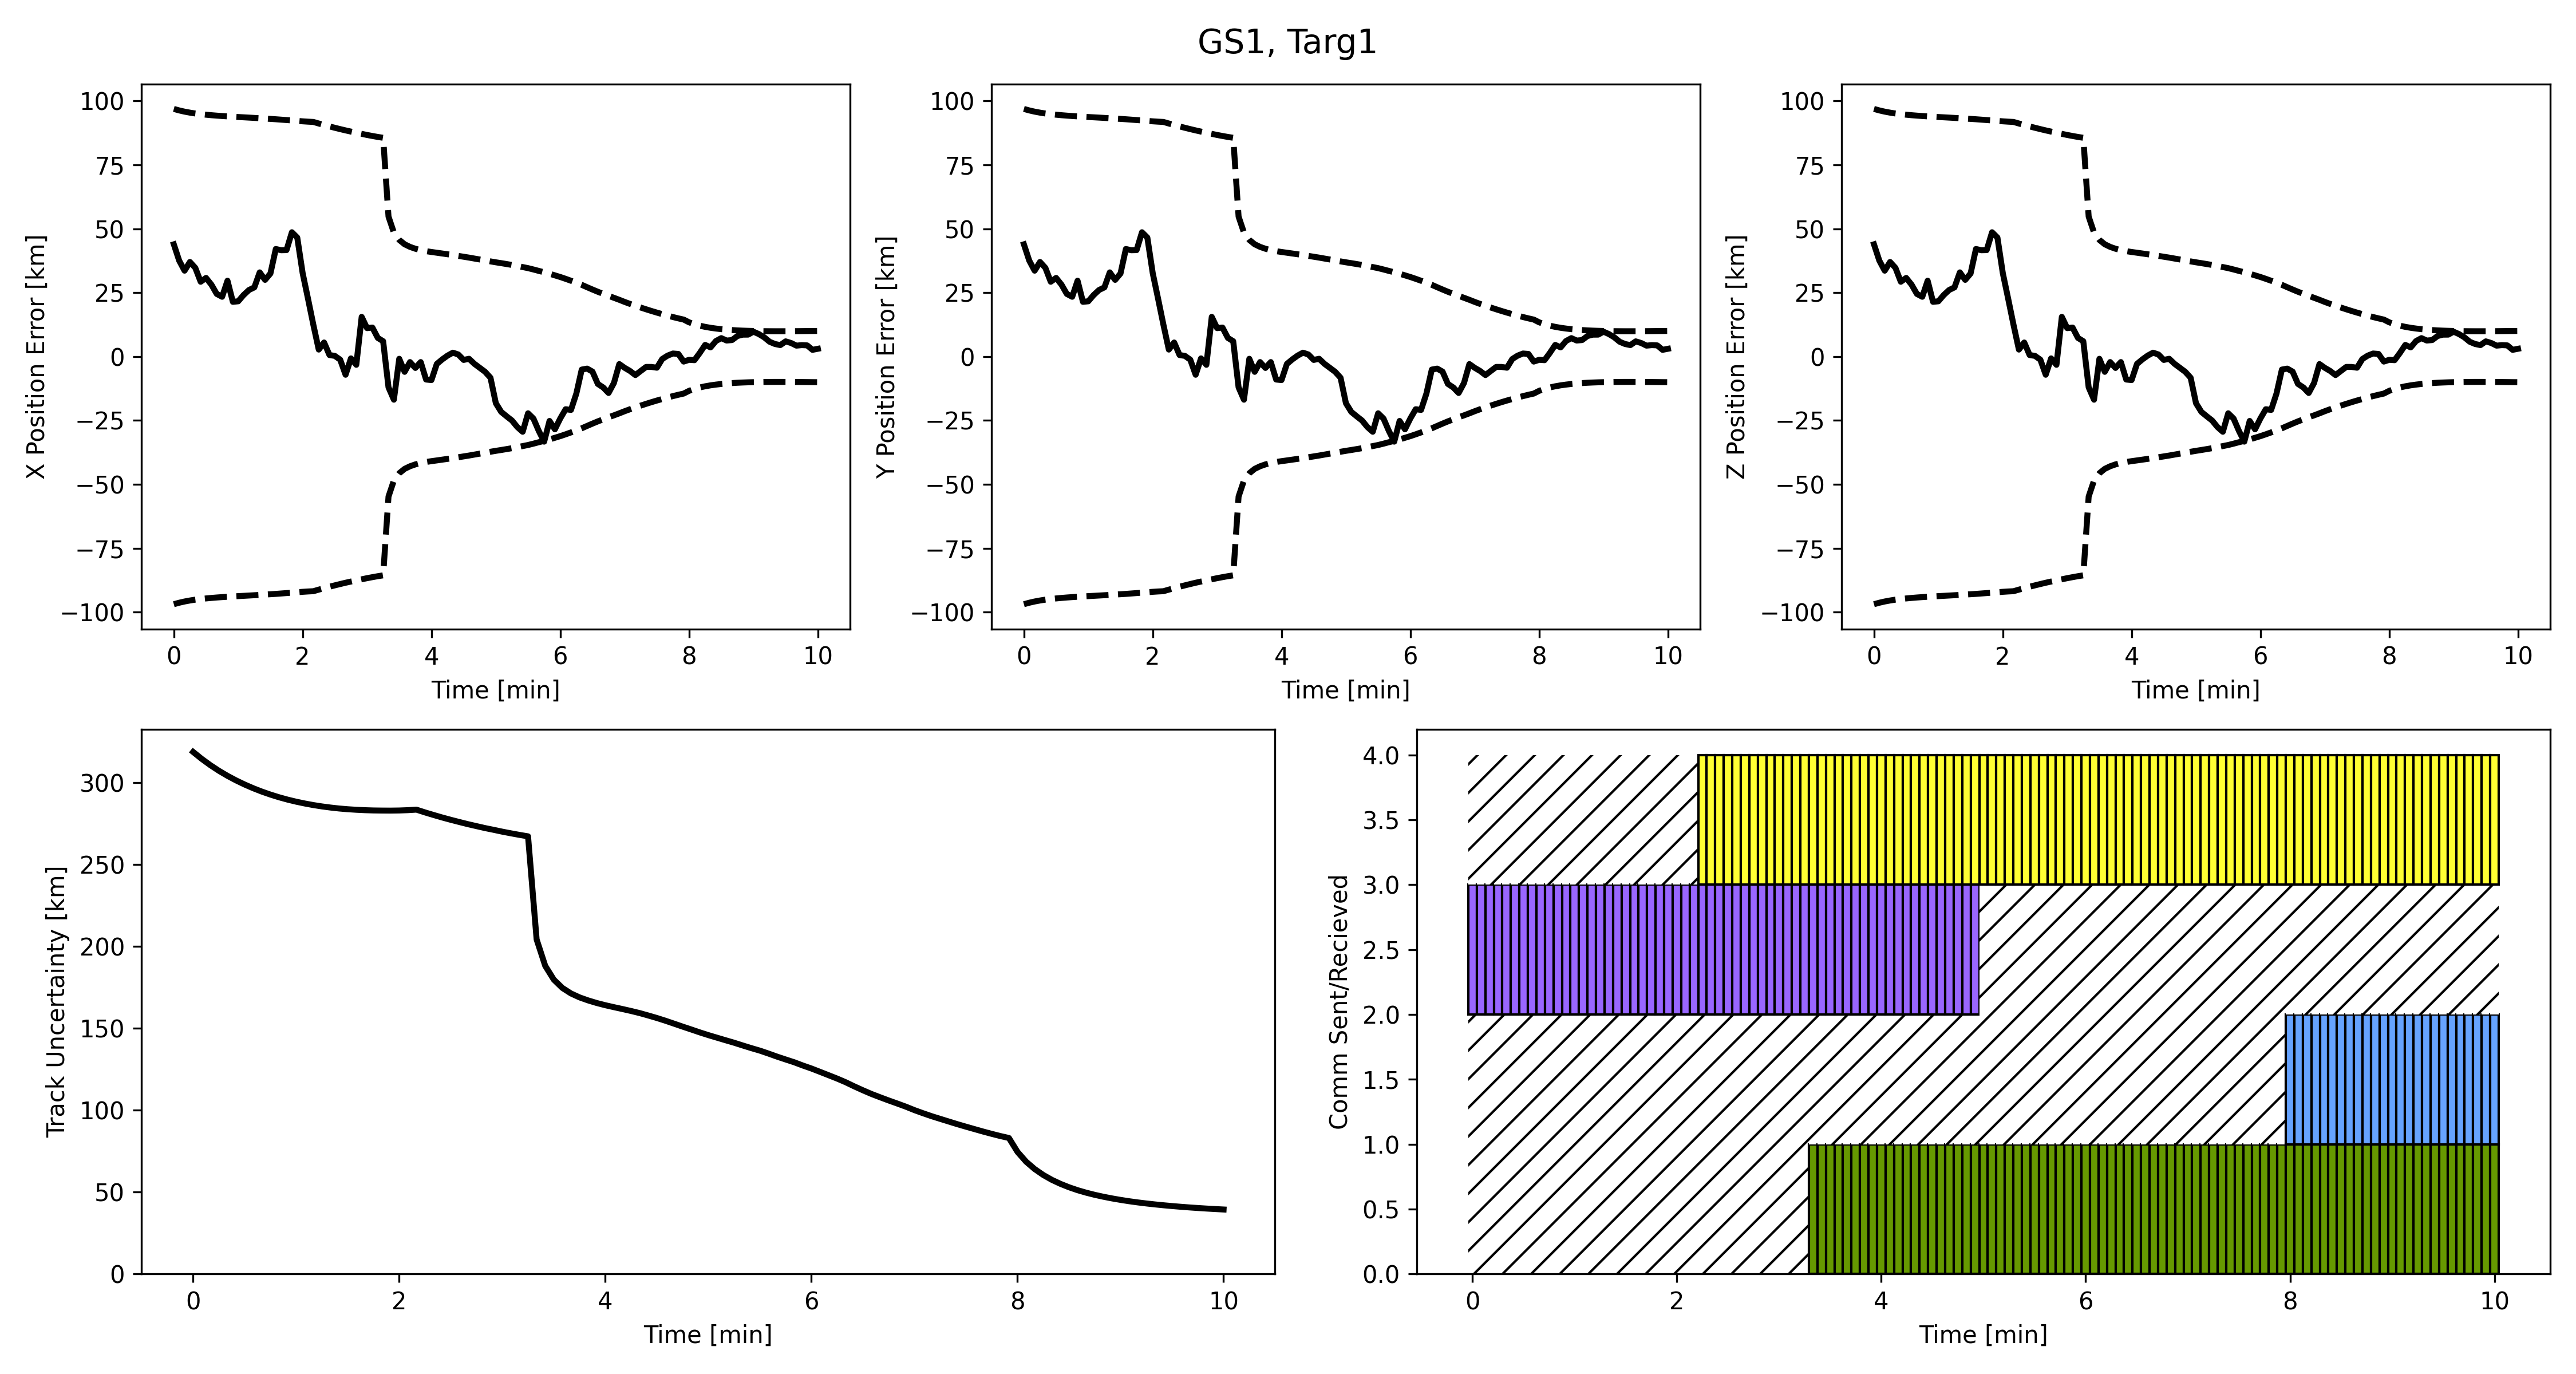 GS1, Targ1
X Position Error [km]
100
75
50
25
0
−25
−50
−75
−100
0 2 4 6 8 10
Time [min]
Y Position Error [km]
100
75
50
25
0
−25
−50
−75
−100
0 2 4 6 8 10
Time [min]
Z Position Error [km]
100
75
50
25
0
−25
−50
−75
−100
0 2 4 6 8 10
Time [min]
Track Uncertainty [km]
300
250
200
150
100
50
0
0 2 4 6 8 10
Time [min]
Comm Sent/Recieved
4.0
3.5
3.0
2.5
2.0
1.5
1.0
0.5
0.0
0 2 4 6 8 10
Time [min]